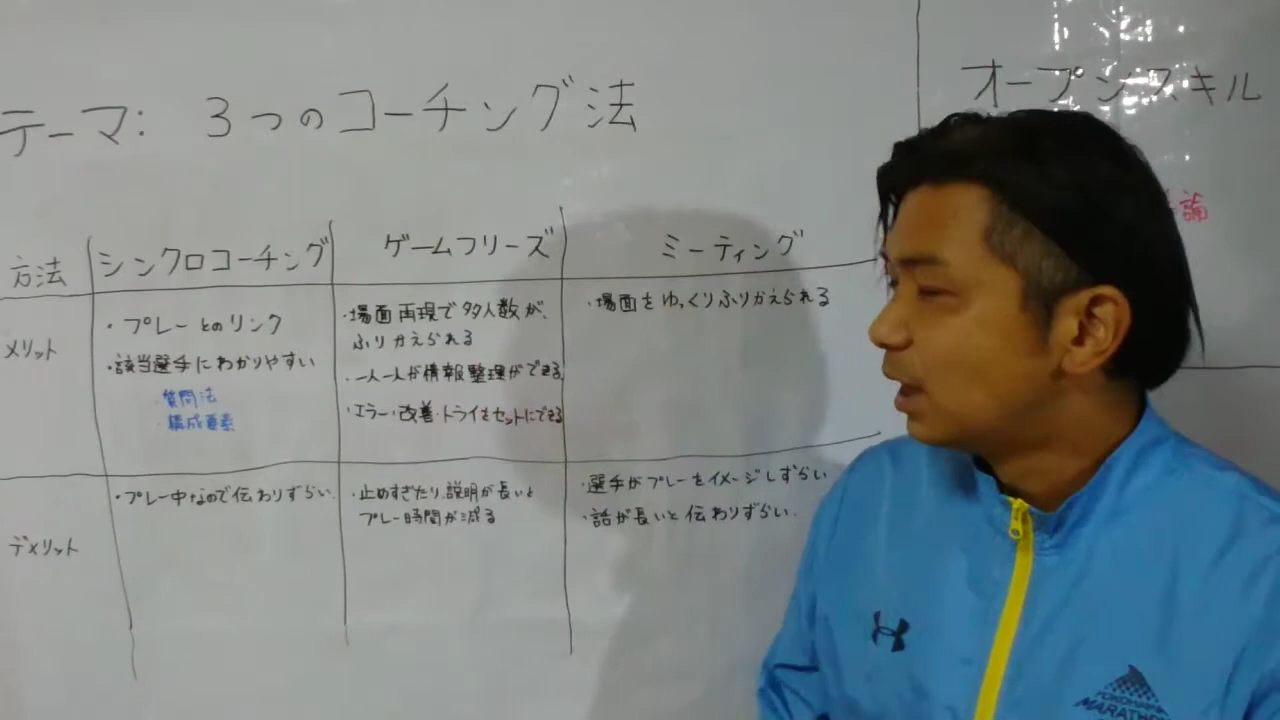 テーマ: 3つのコーチング法
オープンスキル
論
方法
シンクロコーチング
ゲームフリーズ
ミーティング
メリット
・プレーとのリンク
・該当選手にわかりやすい
・質問法
・構成要素
・場面再現で多人数が、
ふりかえられる
・一人一人が情報整理ができる
・エラー・改善・トライをセットにできる
・場面をゆっくりふりかえられる
デメリット
・プレー中なので伝わりずらい.
・止めすぎたり、説明が長いと
プレー時間が減る
・選手がプレーをイメージしずらい
・話が長いと伝わりずらい.
YOKOHAMA
MARATHON